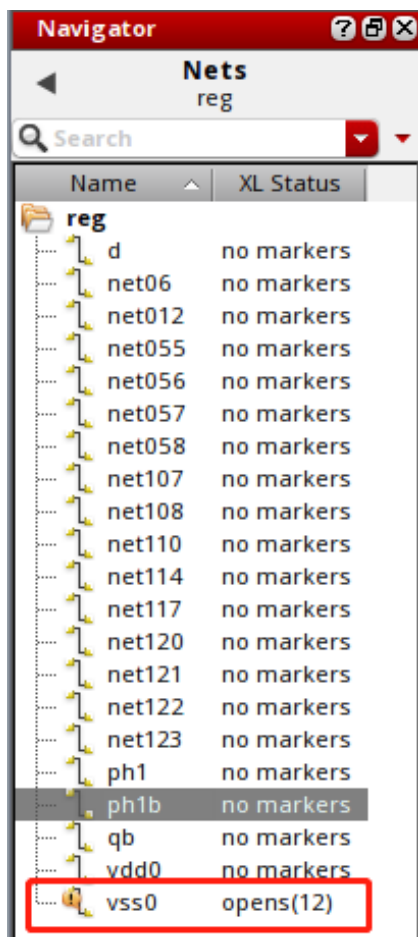 Navigator
Nets
reg
Search
Name XL Status
reg
d no markers
net06 no markers
net012 no markers
net055 no markers
net056 no markers
net057 no markers
net058 no markers
net107 no markers
net108 no markers
net110 no markers
net114 no markers
net117 no markers
net120 no markers
net121 no markers
net122 no markers
net123 no markers
ph1 no markers
ph1b no markers
qb no markers
vdd0 no markers
vss0 opens(12)